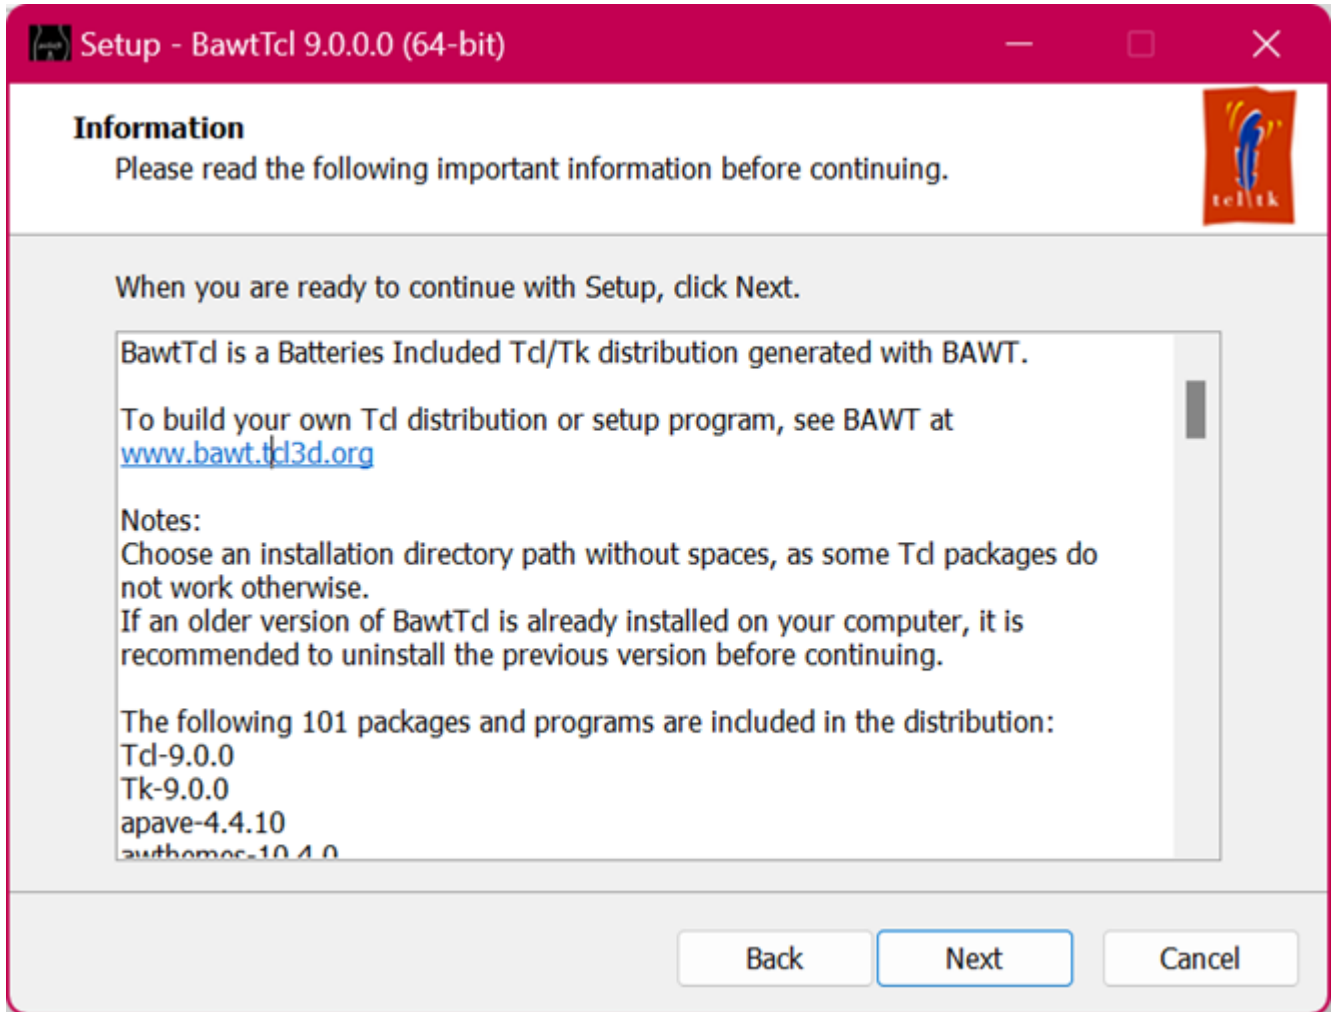 Setup - BawtTcl 9.0.0.0 (64-bit)
Information
Please read the following important information before continuing.
tcl\tk
When you are ready to continue with Setup, click Next.
BawtTcl is a Batteries Included Tcl/Tk distribution generated with BAWT.
To build your own Tcl distribution or setup program, see BAWT at
www.bawt.tcl3d.org
Notes:
Choose an installation directory path without spaces, as some Tcl packages do
not work otherwise.
If an older version of BawtTcl is already installed on your computer, it is
recommended to uninstall the previous version before continuing.
The following 101 packages and programs are included in the distribution:
Tcl-9.0.0
Tk-9.0.0
apave-4.4.10
awthemes-10.4.0
Back
Next
Cancel